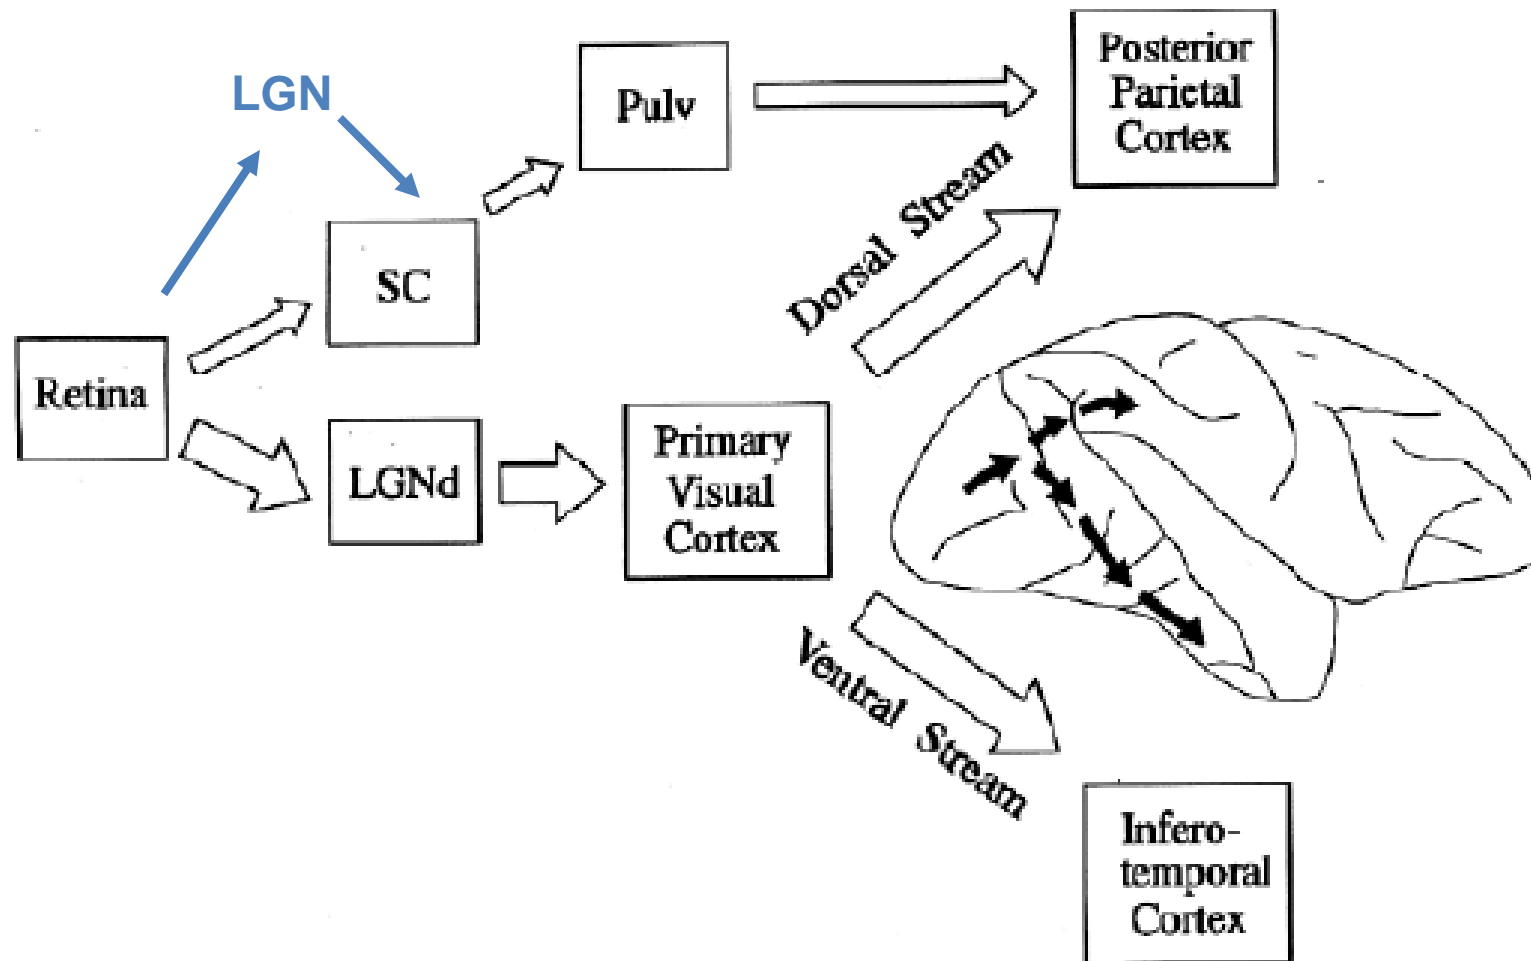 LGN
Pulv
Posterior
Parietal
Cortex
SC
Dorsal Stream
Retina
LGNd
Primary
Visual
Cortex
Ventral Stream
Infero-
temporal
Cortex